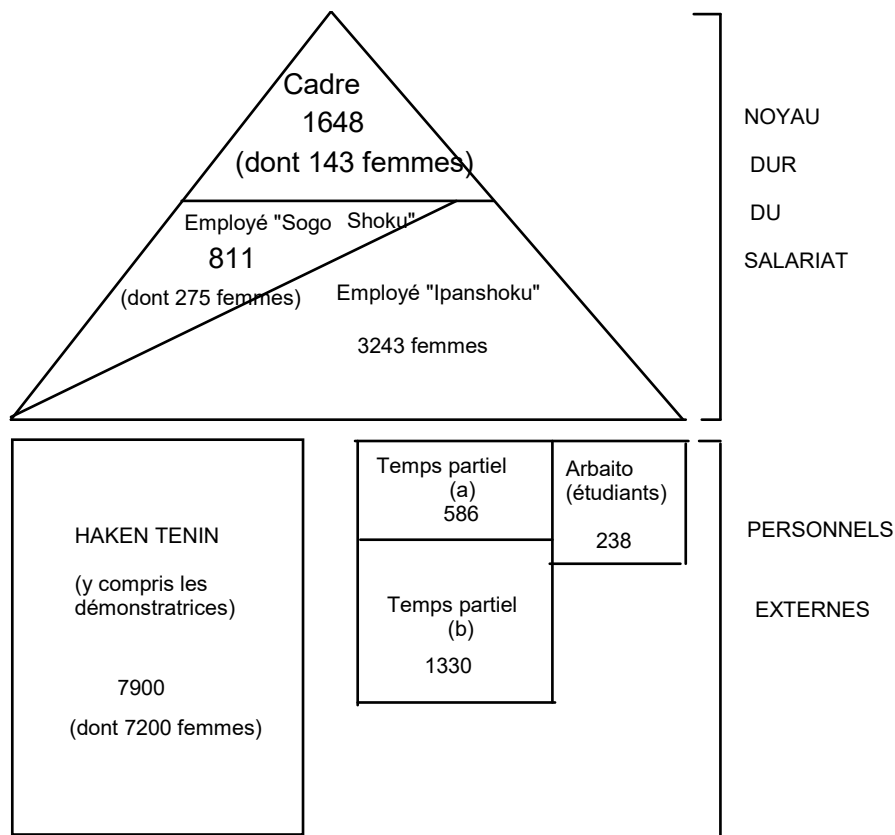 Cadre
1648
(dont 143 femmes)
Employé "Sogo Shoku"
811
(dont 275 femmes)
Employé "Ipanshoku"
3243 femmes
NOYAU
DUR
DU
SALARIAT
HAKEN TENIN
(y compris les
démonstratrices)
7900
(dont 7200 femmes)
Temps partiel
(a)
586
Temps partiel
(b)
1330
Arbaito
(étudiants)
238
PERSONNELS
EXTERNES